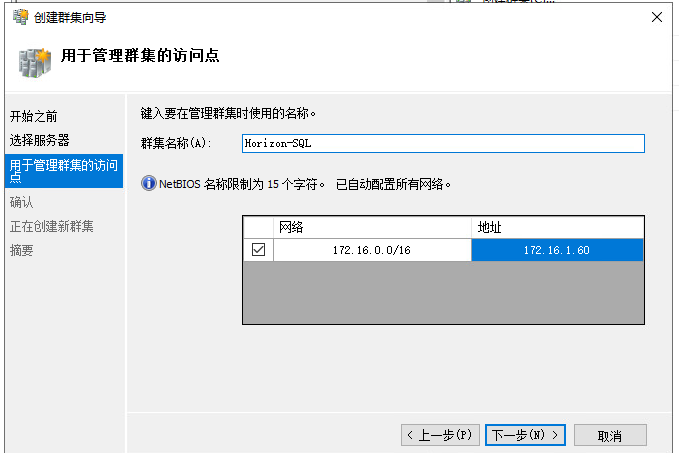 创建群集向导
用于管理群集的访问点
开始之前
选择服务器
用于管理群集的访问
点
确认
正在创建新群集
摘要
键入要在管理群集时使用的名称。
群集名称(A):
Horizon-SQL
NetBIOS 名称限制为 15 个字符。 已自动配置所有网络。
网络 地址
172.16.0.0/16 172.16.1.60
< 上一步(P) 下一步(N) > 取消